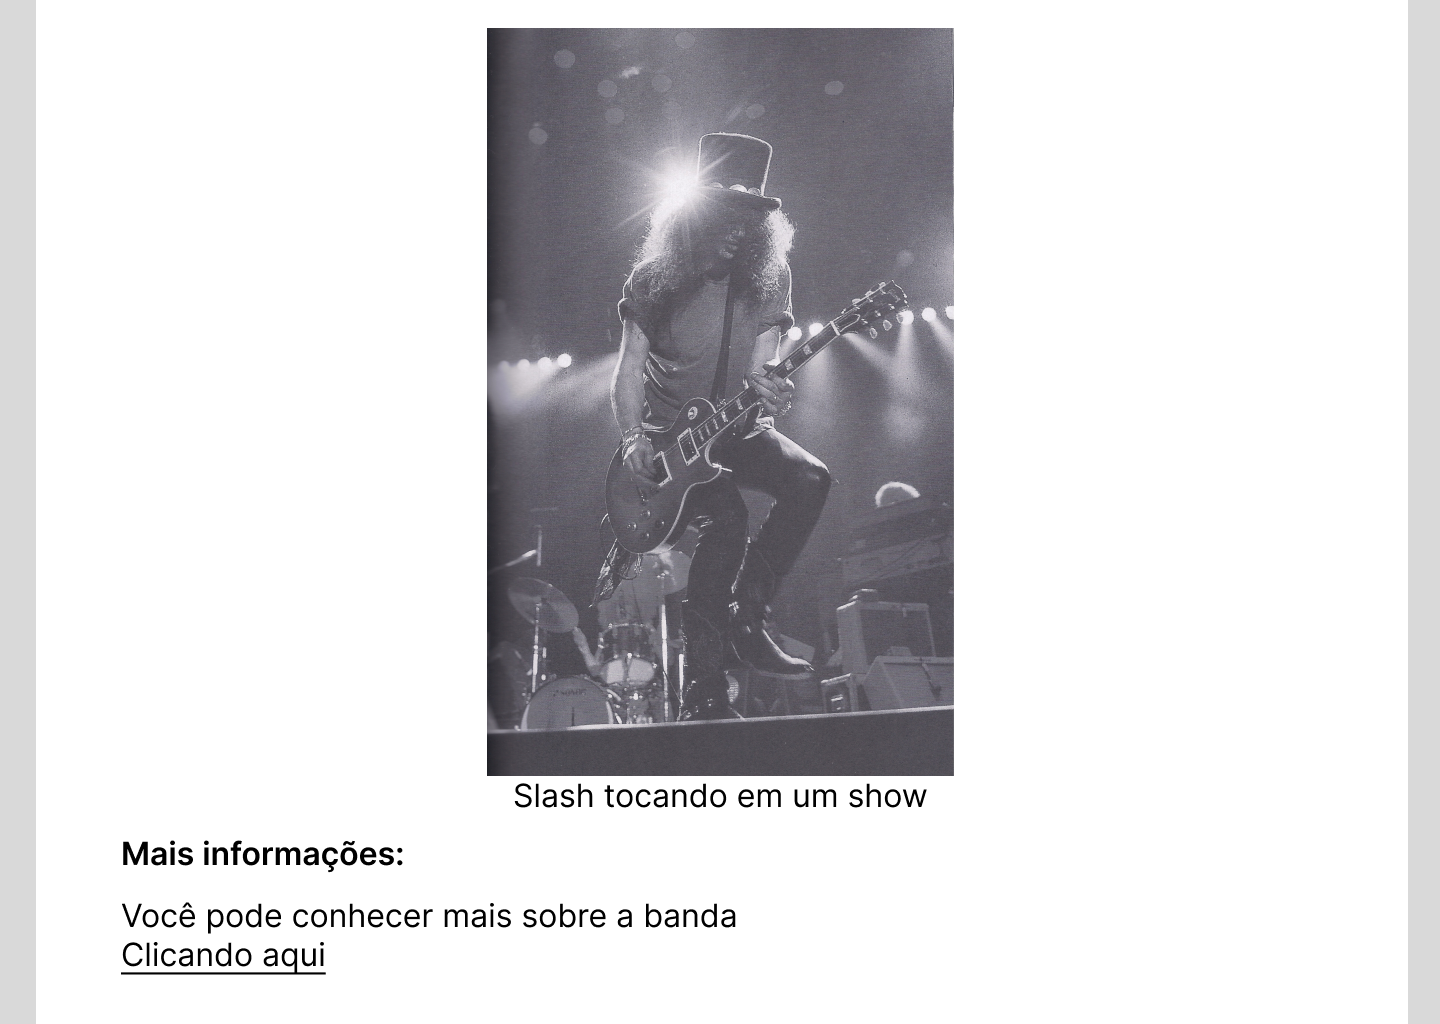 Slash tocando em um show
Mais informações:
Você pode conhecer mais sobre a banda
Clicando aqui